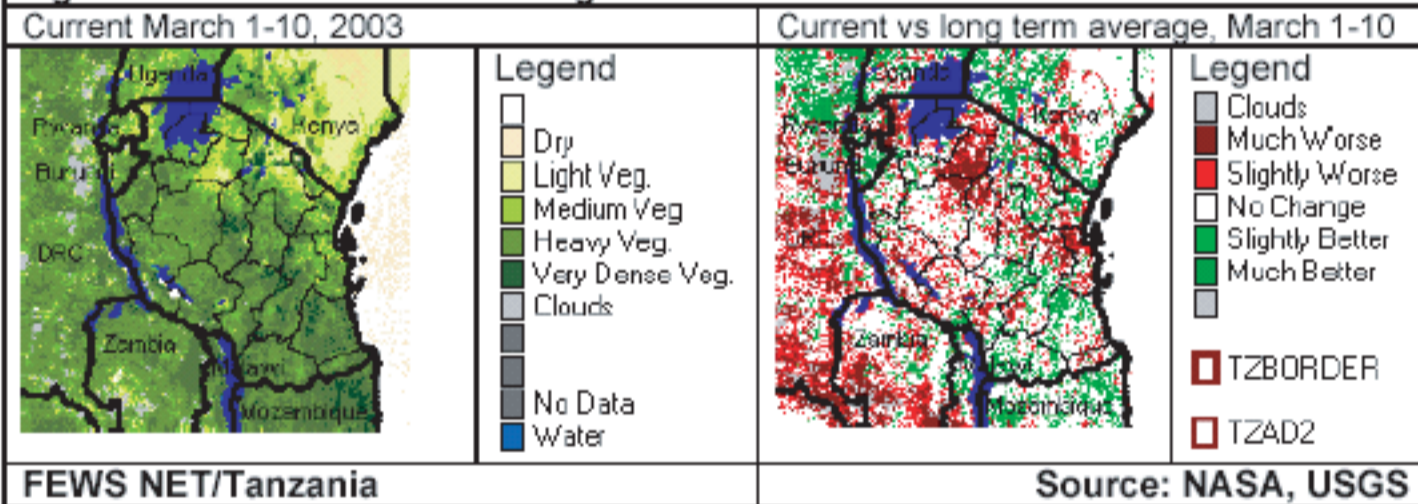 Current March 1-10, 2003
Legend
Dry
Light Veg.
Medium Veg
Heavy Veg.
Very Dense Veg.
Clouds
No Data
Water
Uganda
Rwanda
Kenya
Burundi
DRC
Zambia
Mozambique
Current vs long term average, March 1-10
Legend
Clouds
Much Worse
Slightly Worse
No Change
Slightly Better
Much Better
TZBORDER
TZAD2
Uganda
Kenya
Zambia
Mozambique
FEWS NET/Tanzania
Source: NASA, USGS